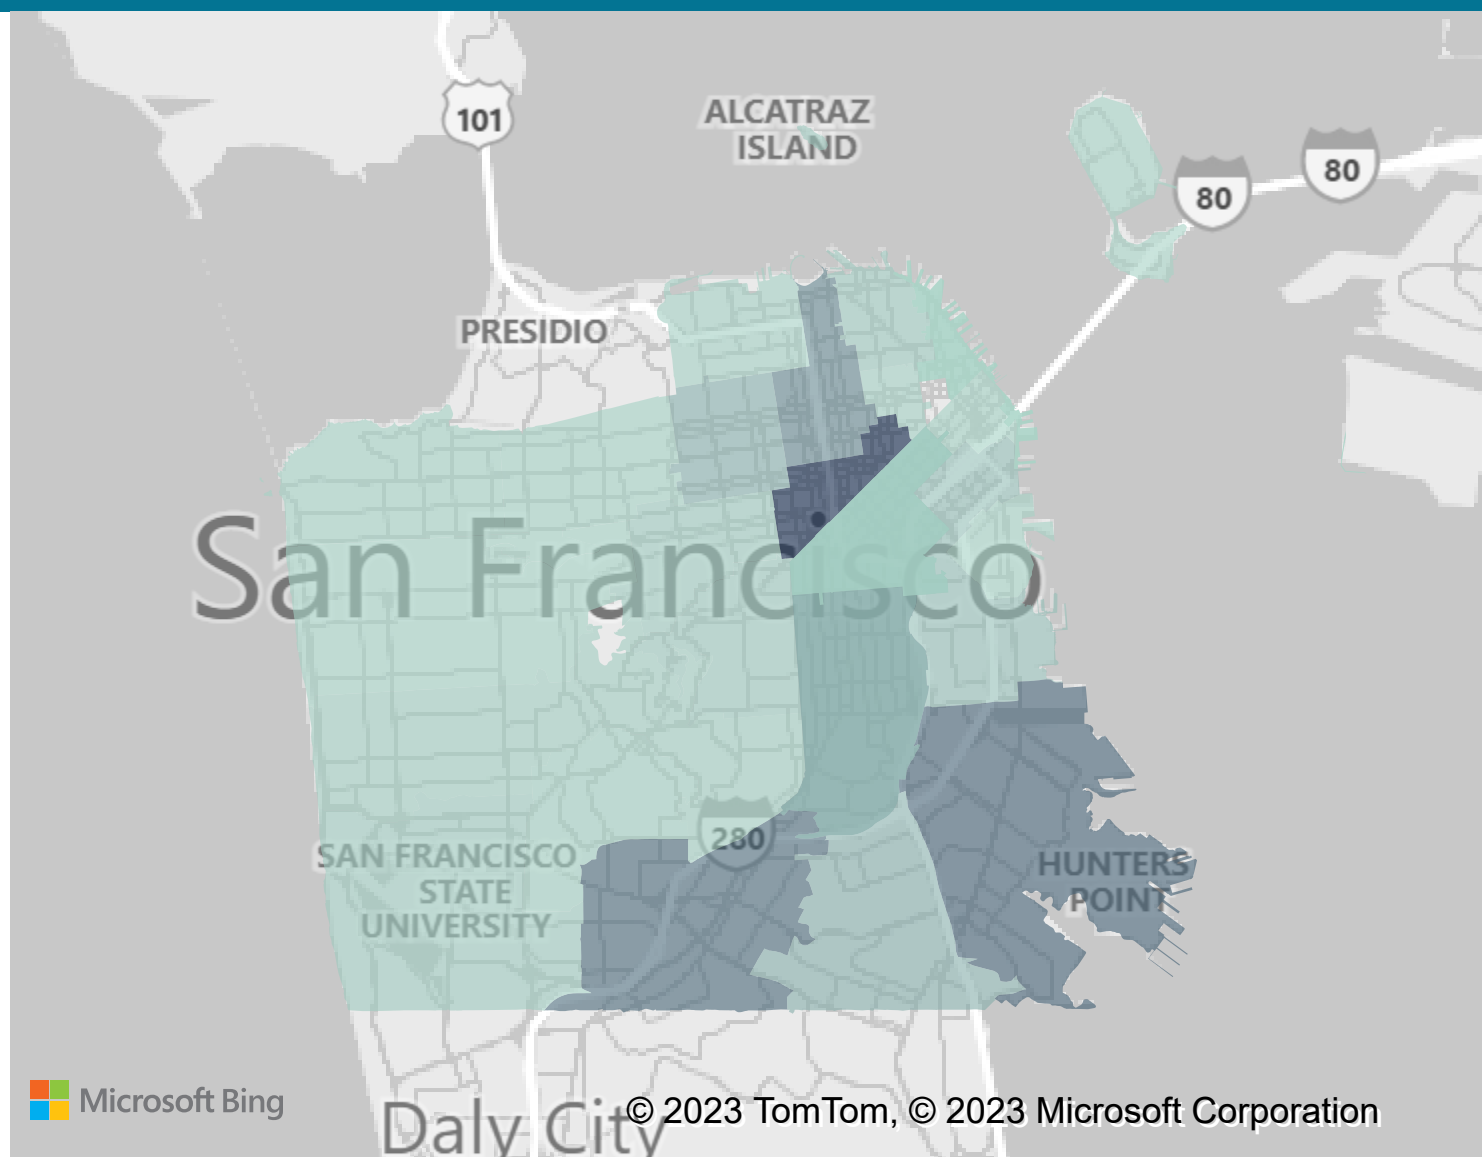 101
ALCATRAZ
ISLAND
80
80
PRESIDIO
San Francisco
280
SAN FRANCISCO
STATE
UNIVERSITY
HUNTERS
POINT
Microsoft Bing
Daly City
© 2023 TomTom, © 2023 Microsoft Corporation